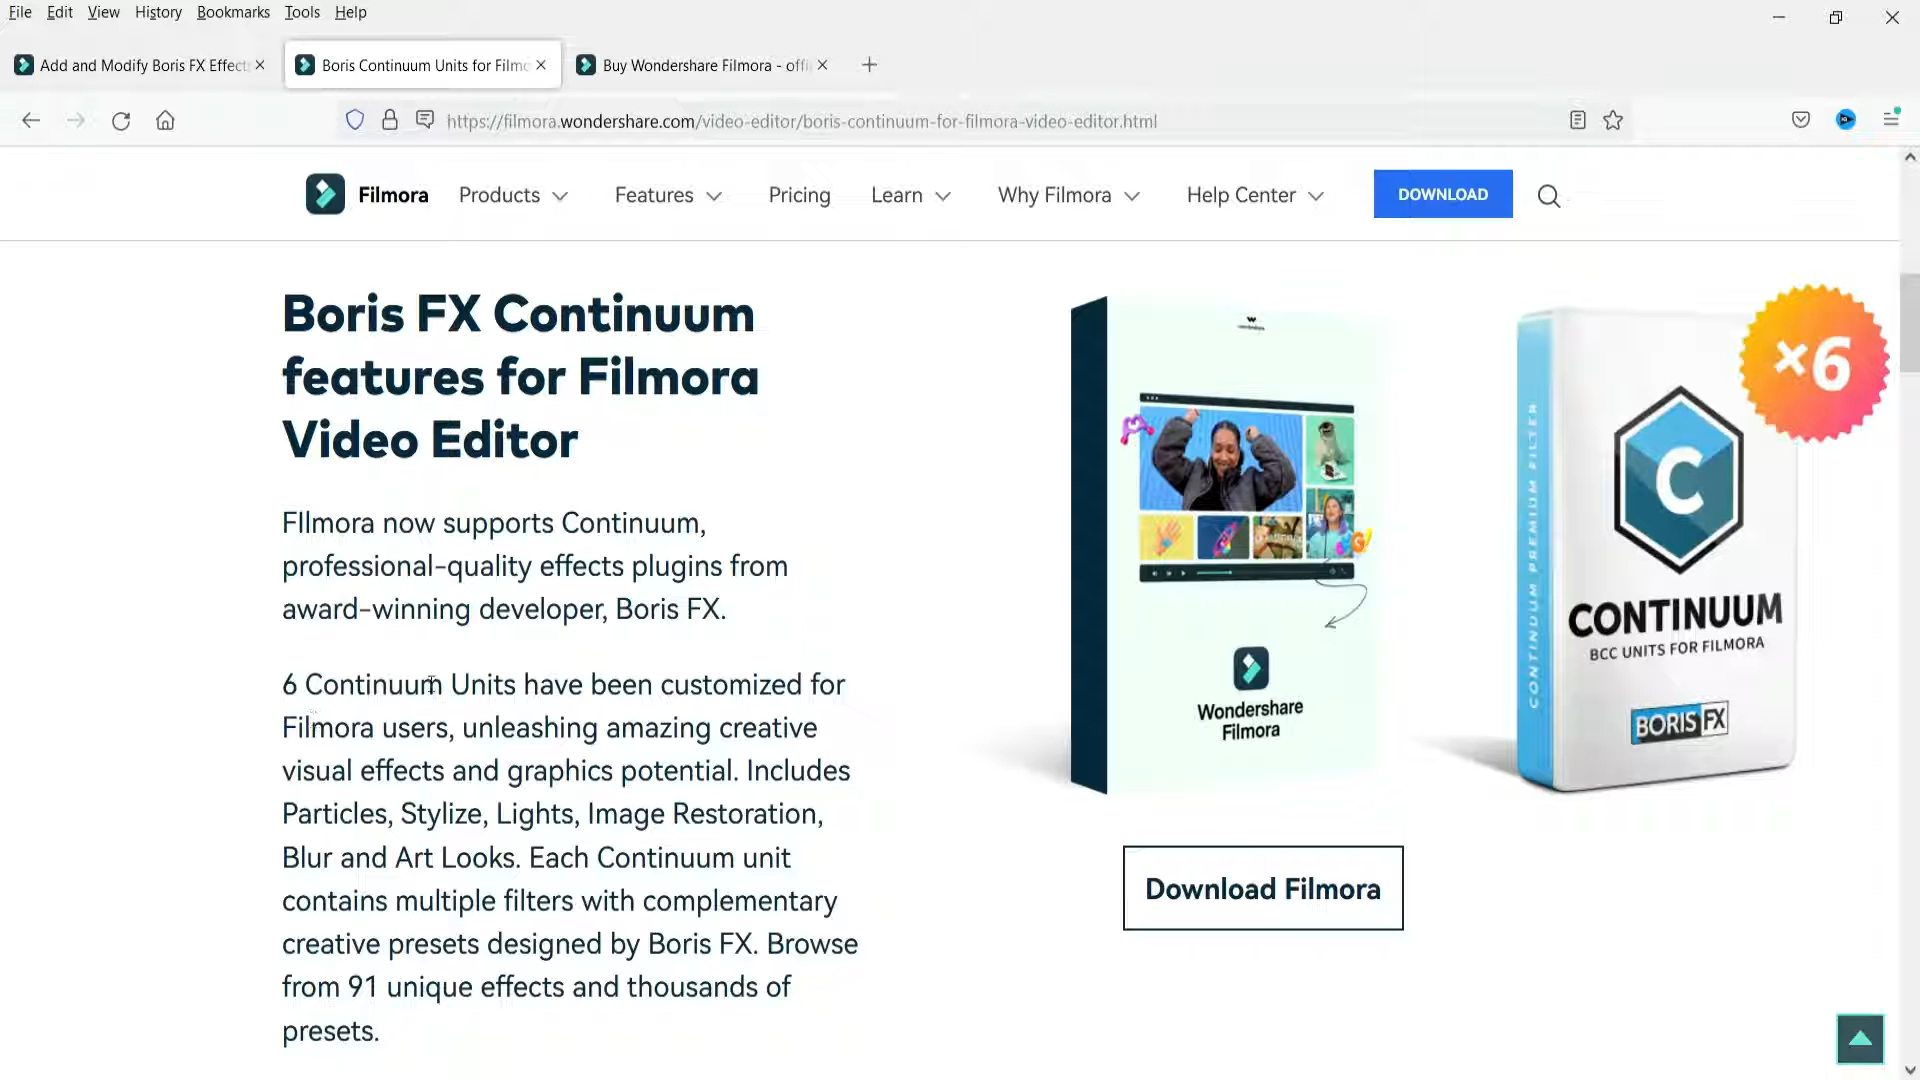 File Edit View History Bookmarks Tools Help
Add and Modify Boris FX Effects
Boris Continuum Units for Filmo
Buy Wondershare Filmora - offi
https://filmora.wondershare.com/video-editor/boris-continuum-for-filmora-video-editor.html
Filmora Products Features Pricing Learn Why Filmora Help Center DOWNLOAD
Boris FX Continuum
features for Filmora
Video Editor
FIlmora now supports Continuum,
professional-quality effects plugins from
award-winning developer, Boris FX.
6 Continuum Units have been customized for
Filmora users, unleashing amazing creative
visual effects and graphics potential. Includes
Particles, Stylize, Lights, Image Restoration,
Blur and Art Looks. Each Continuum unit
contains multiple filters with complementary
creative presets designed by Boris FX. Browse
from 91 unique effects and thousands of
presets.
Wondershare
Filmora
Download Filmora
×6
CONTINUUM PREMIUM FILTER
C
CONTINUUM
BCC UNITS FOR FILMORA
BORIS FX